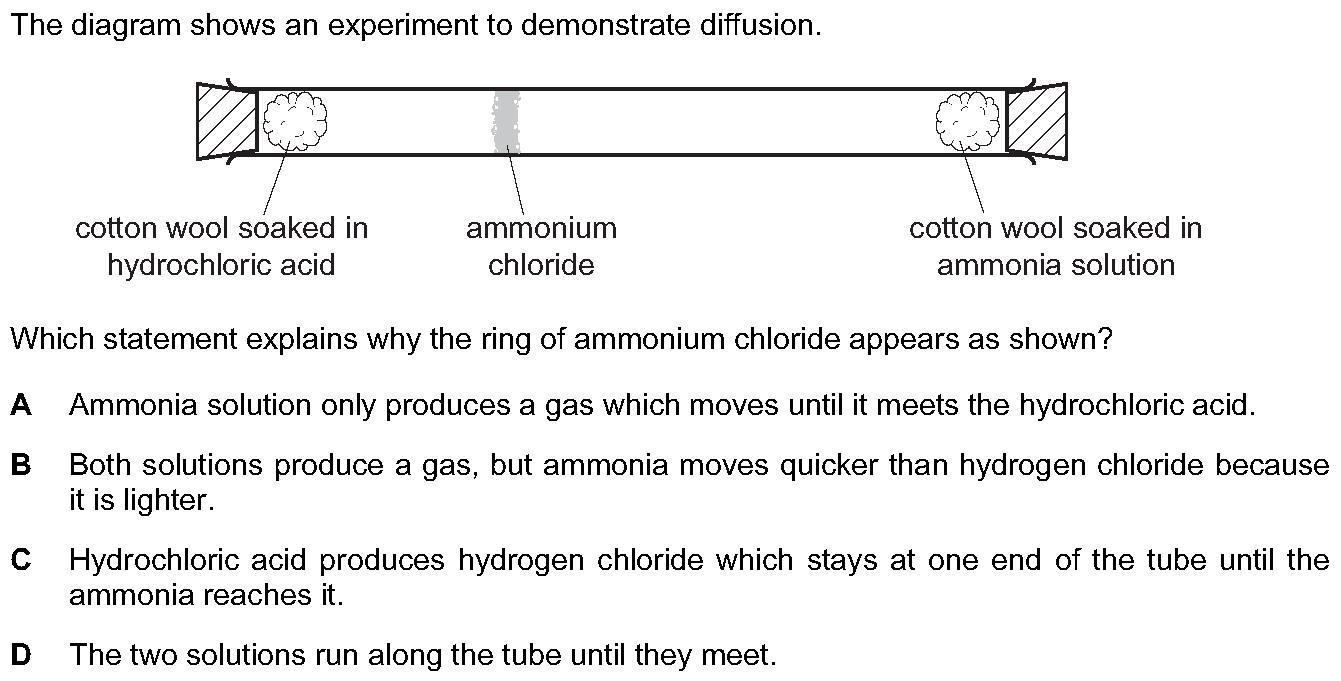 The diagram shows an experiment to demonstrate diffusion.
cotton wool soaked in
hydrochloric acid
ammonium
chloride
cotton wool soaked in
ammonia solution
Which statement explains why the ring of ammonium chloride appears as shown?
A Ammonia solution only produces a gas which moves until it meets the hydrochloric acid.
B Both solutions produce a gas, but ammonia moves quicker than hydrogen chloride because
it is lighter.
C Hydrochloric acid produces hydrogen chloride which stays at one end of the tube until the
ammonia reaches it.
D The two solutions run along the tube until they meet.